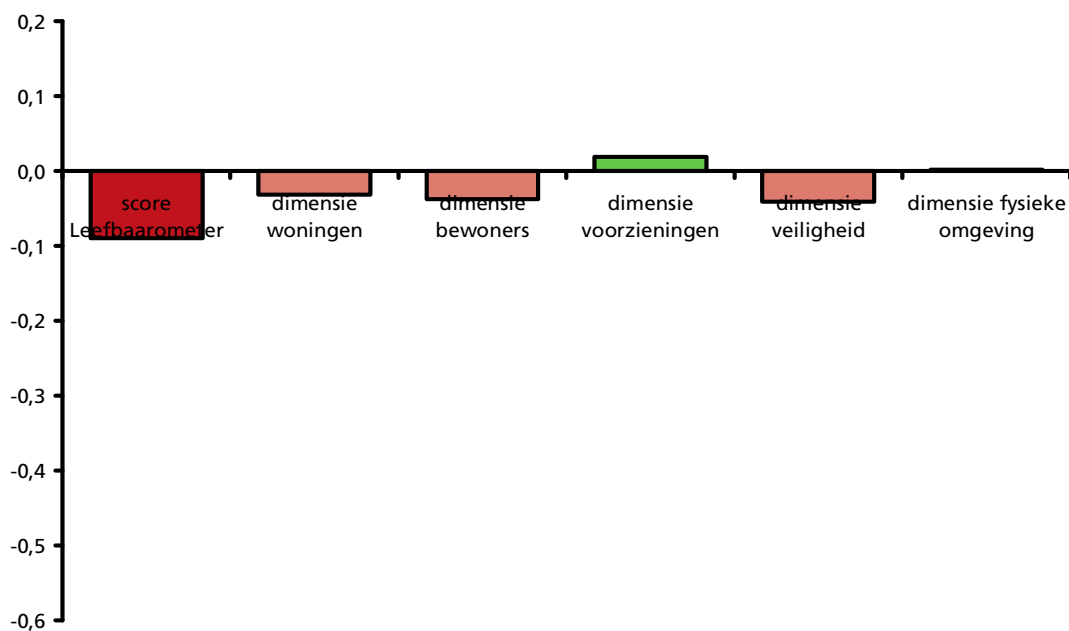 0,2
0,1
0,0
-0,1
-0,2
-0,3
-0,4
-0,5
-0,6
score
Leefbaarometer
dimensie
woningen
dimensie
bewoners
dimensie
voorzieningen
dimensie
veiligheid
dimensie fysieke
omgeving